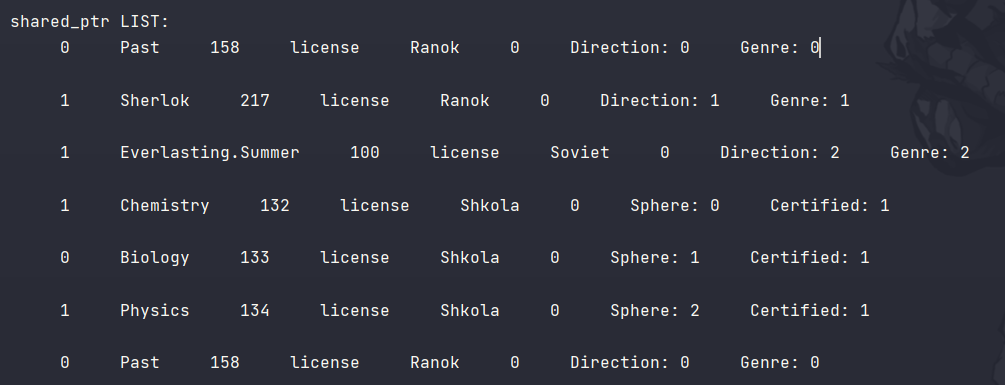 shared_ptr LIST:
0 Past 158 license Ranok 0 Direction: 0 Genre: 0
1 Sherlok 217 license Ranok 0 Direction: 1 Genre: 1
1 Everlasting.Summer 100 license Soviet 0 Direction: 2 Genre: 2
1 Chemistry 132 license Shkola 0 Sphere: 0 Certified: 1
0 Biology 133 license Shkola 0 Sphere: 1 Certified: 1
1 Physics 134 license Shkola 0 Sphere: 2 Certified: 1
0 Past 158 license Ranok 0 Direction: 0 Genre: 0